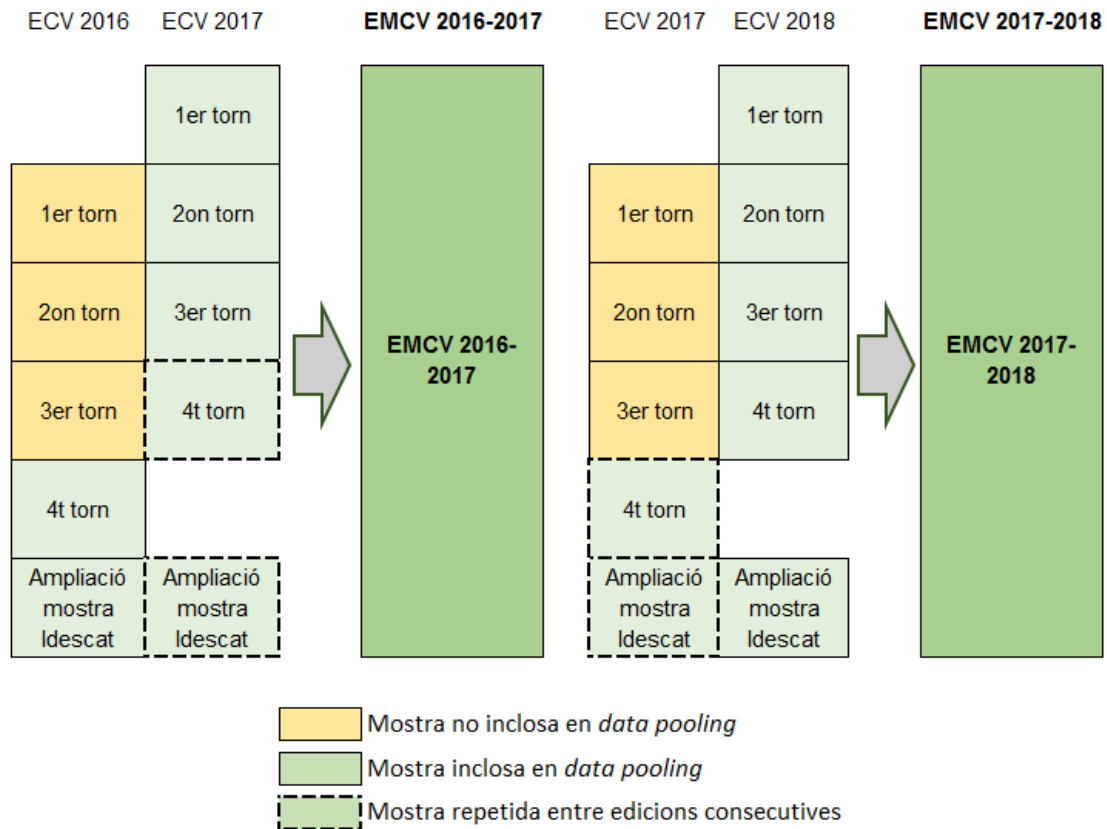 ECV 2016 ECV 2017 EMCV 2016-2017 ECV 2017 ECV 2018 EMCV 2017-2018
1er torn 1er torn
1er torn 2on torn 1er torn 2on torn
2on torn 3er torn 2on torn 3er torn
EMCV 2016-
2017
EMCV 2017-
2018
3er torn 4t torn 3er torn 4t torn
4t torn 4t torn
Ampliació
mostra
Idescat
Ampliació
mostra
Idescat
Ampliació
mostra
Idescat
Ampliació
mostra
Idescat
Mostra no inclosa en data pooling
Mostra inclosa en data pooling
Mostra repetida entre edicions consecutives